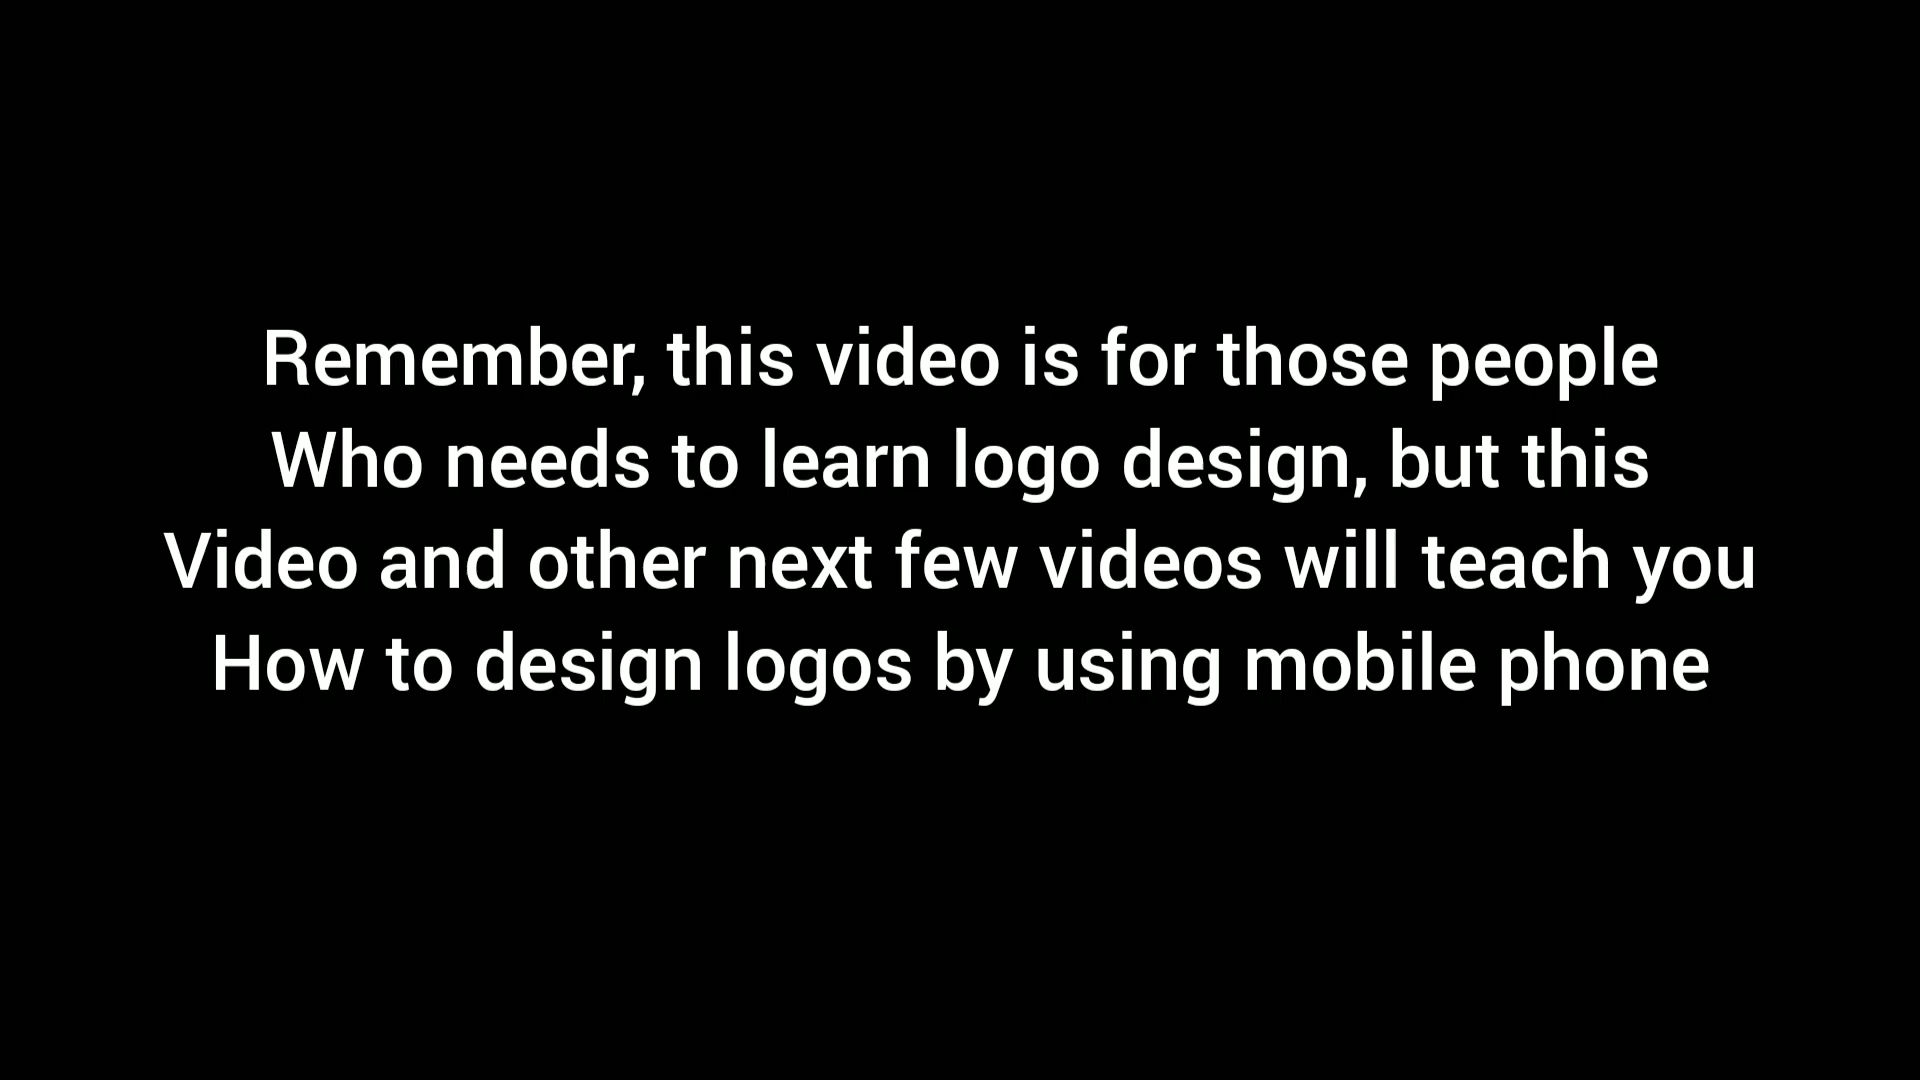 Remember, this video is for those people
Who needs to learn logo design, but this
Video and other next few videos will teach you
How to design logos by using mobile phone